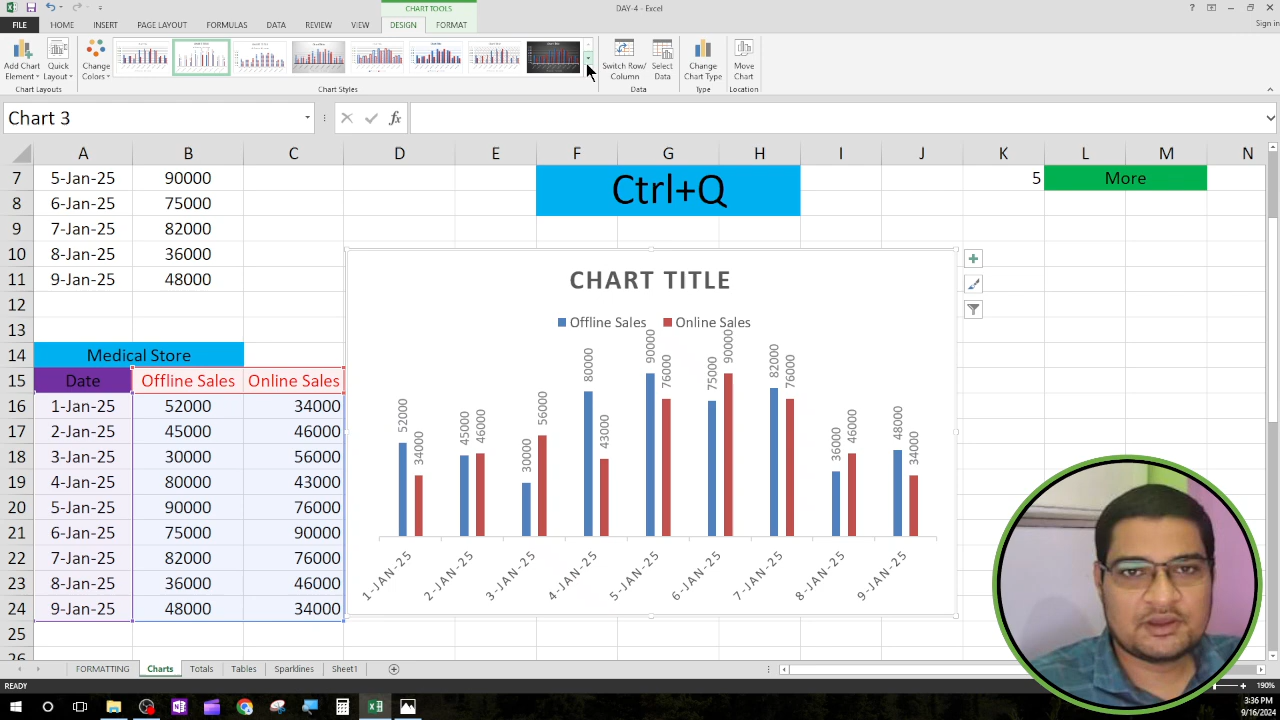 CHART TOOLS
DAY-4 - Excel
Sign in
FILE HOME INSERT PAGE LAYOUT FORMULAS DATA REVIEW VIEW DESIGN FORMAT
Add Chart Element
Quick Layout
Change Colors
Switch Row/ Column
Select Data
Change Chart Type
Move Chart
Chart Layouts Chart Styles Data Type Location
Chart 3
A B C D E F G H I J K L M N
7 5-Jan-25 90000 5 More
Ctrl+Q
8 6-Jan-25 75000
9 7-Jan-25 82000
10 8-Jan-25 36000
11 9-Jan-25 48000
12
13
14 Medical Store
15 Date Offline Sales Online Sales
16 1-Jan-25 52000 34000
17 2-Jan-25 45000 46000
18 3-Jan-25 30000 56000
19 4-Jan-25 80000 43000
20 5-Jan-25 90000 76000
21 6-Jan-25 75000 90000
22 7-Jan-25 82000 76000
23 8-Jan-25 36000 46000
24 9-Jan-25 48000 34000
25
26
CHART TITLE
Offline Sales Online Sales
52000 34000 45000 46000 30000 56000 80000 43000 90000 76000 75000 90000 82000 76000 36000 46000 48000 34000
1-JAN-25 2-JAN-25 3-JAN-25 4-JAN-25 5-JAN-25 6-JAN-25 7-JAN-25 8-JAN-25 9-JAN-25
FORMATTING Charts Totals Tables Sparklines Sheet1
READY
190%
3:36 PM
9/16/2024